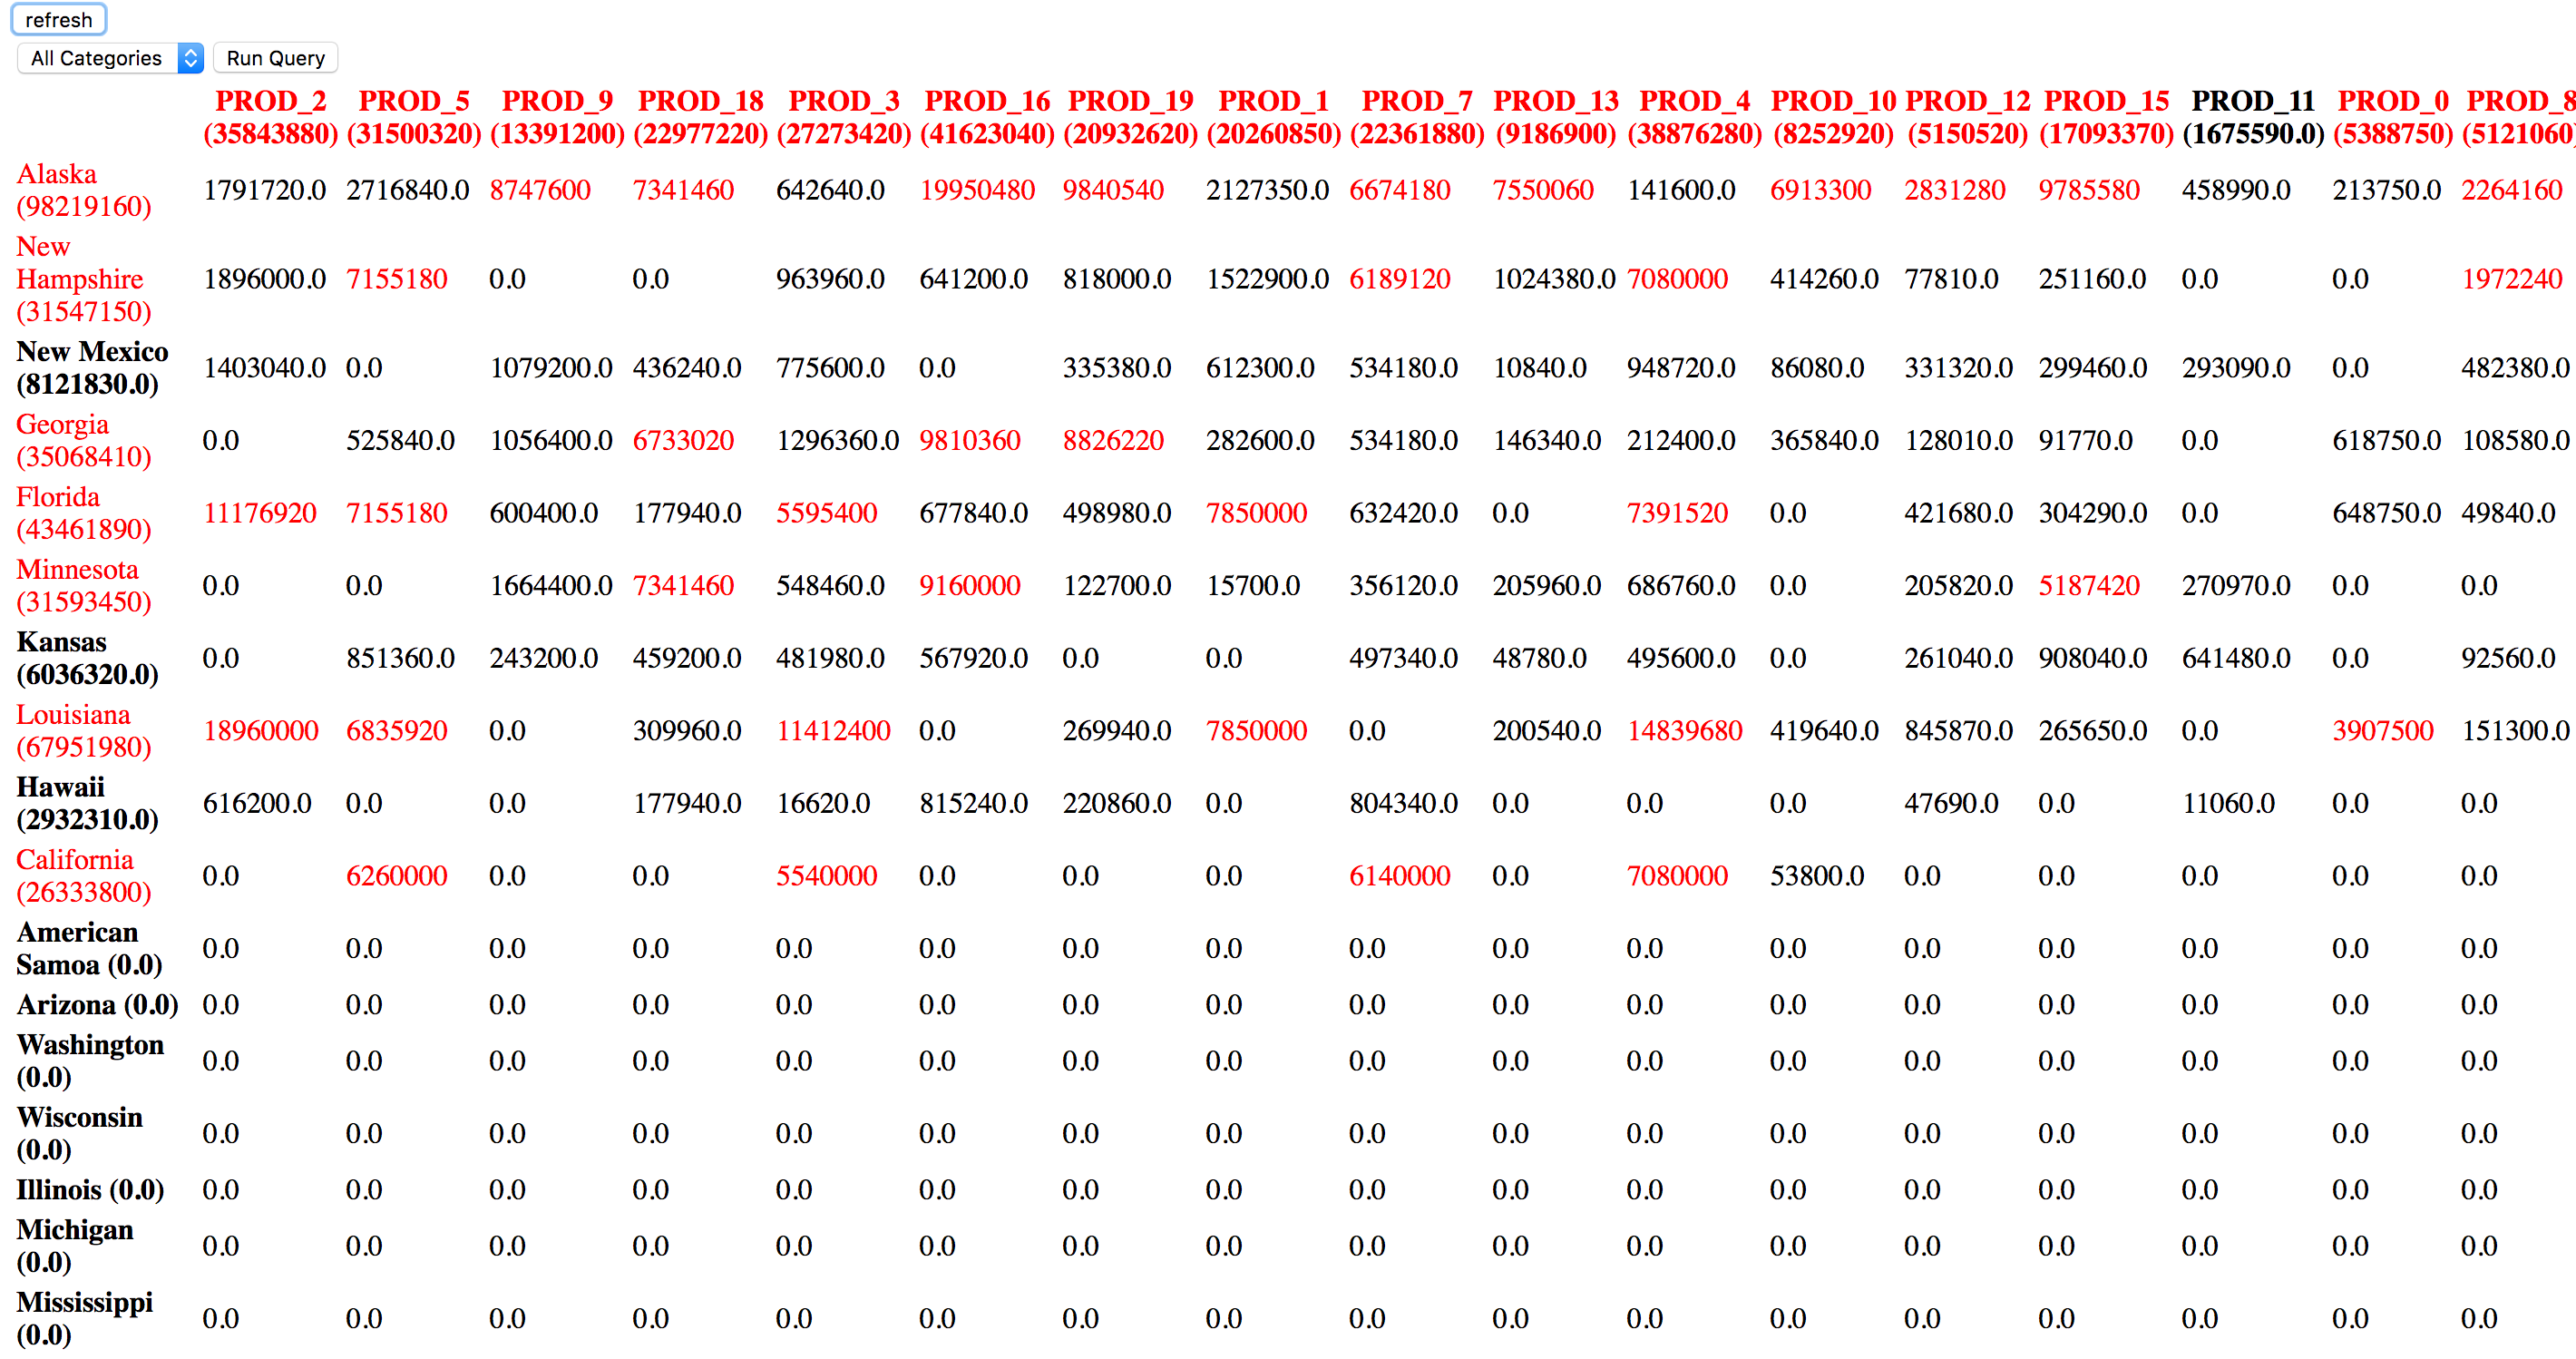 refresh
All Categories Run Query
PROD_2 PROD_5 PROD_9 PROD_18 PROD_3 PROD_16 PROD_19 PROD_1 PROD_7 PROD_13 PROD_4 PROD_10 PROD_12 PROD_15 PROD_11 PROD_0 PROD_8
(35843880) (31500320) (13391200) (22977220) (27273420) (41623040) (20932620) (20260850) (22361880) (9186900) (38876280) (8252920) (5150520) (17093370) (1675590.0) (5388750) (5121060)
Alaska
(98219160)
1791720.0 2716840.0 8747600 7341460 642640.0 19950480 9840540 2127350.0 6674180 7550060 141600.0 6913300 2831280 9785580 458990.0 213750.0 2264160
New
Hampshire
(31547150)
1896000.0 7155180 0.0 0.0 963960.0 641200.0 818000.0 1522900.0 6189120 1024380.0 7080000 414260.0 77810.0 251160.0 0.0 0.0 1972240
New Mexico
(8121830.0)
1403040.0 0.0 1079200.0 436240.0 775600.0 0.0 335380.0 612300.0 534180.0 10840.0 948720.0 86080.0 331320.0 299460.0 293090.0 0.0 482380.0
Georgia
(35068410)
0.0 525840.0 1056400.0 6733020 1296360.0 9810360 8826220 282600.0 534180.0 146340.0 212400.0 365840.0 128010.0 91770.0 0.0 618750.0 108580.0
Florida
(43461890)
11176920 7155180 600400.0 177940.0 5595400 677840.0 498980.0 7850000 632420.0 0.0 7391520 0.0 421680.0 304290.0 0.0 648750.0 49840.0
Minnesota
(31593450)
0.0 0.0 1664400.0 7341460 548460.0 9160000 122700.0 15700.0 356120.0 205960.0 686760.0 0.0 205820.0 5187420 270970.0 0.0 0.0
Kansas
(6036320.0)
0.0 851360.0 243200.0 459200.0 481980.0 567920.0 0.0 0.0 497340.0 48780.0 495600.0 0.0 261040.0 908040.0 641480.0 0.0 92560.0
Louisiana
(67951980)
18960000 6835920 0.0 309960.0 11412400 0.0 269940.0 7850000 0.0 200540.0 14839680 419640.0 845870.0 265650.0 0.0 3907500 151300.0
Hawaii
(2932310.0)
616200.0 0.0 0.0 177940.0 16620.0 815240.0 220860.0 0.0 804340.0 0.0 0.0 0.0 47690.0 0.0 11060.0 0.0 0.0
California
(26333800)
0.0 6260000 0.0 0.0 5540000 0.0 0.0 0.0 6140000 0.0 7080000 53800.0 0.0 0.0 0.0 0.0 0.0
American
Samoa (0.0)
0.0 0.0 0.0 0.0 0.0 0.0 0.0 0.0 0.0 0.0 0.0 0.0 0.0 0.0 0.0 0.0 0.0
Arizona (0.0) 0.0 0.0 0.0 0.0 0.0 0.0 0.0 0.0 0.0 0.0 0.0 0.0 0.0 0.0 0.0 0.0 0.0
Washington
(0.0)
0.0 0.0 0.0 0.0 0.0 0.0 0.0 0.0 0.0 0.0 0.0 0.0 0.0 0.0 0.0 0.0 0.0
Wisconsin
(0.0)
0.0 0.0 0.0 0.0 0.0 0.0 0.0 0.0 0.0 0.0 0.0 0.0 0.0 0.0 0.0 0.0 0.0
Illinois (0.0) 0.0 0.0 0.0 0.0 0.0 0.0 0.0 0.0 0.0 0.0 0.0 0.0 0.0 0.0 0.0 0.0 0.0
Michigan
(0.0)
0.0 0.0 0.0 0.0 0.0 0.0 0.0 0.0 0.0 0.0 0.0 0.0 0.0 0.0 0.0 0.0 0.0
Mississippi
(0.0)
0.0 0.0 0.0 0.0 0.0 0.0 0.0 0.0 0.0 0.0 0.0 0.0 0.0 0.0 0.0 0.0 0.0